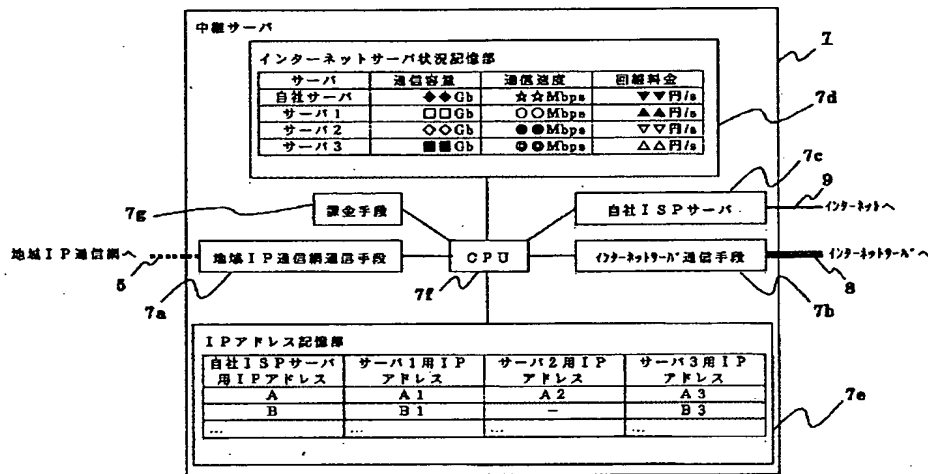 中継サーバ
7
インターネットサーバ状況記憶部
サーバ 通信容量 通信速度 回線料金
自社サーバ ◆◆Gb ☆☆Mbps ▼▼円/s
サーバ1 □□Gb ○○Mbps ▲▲円/s
サーバ2 ◇◇Gb ●●Mbps ▽▽円/s
サーバ3 ■■Gb ◎◎Mbps △△円/s
7d
7c
7g
課金手段
自社ISPサーバ
9
インターネットへ
地域IP通信網へ
5
地域IP通信網通信手段
CPU
インターネットサーバ通信手段
インターネットサーバへ
7a
7f
7b
8
IPアドレス記憶部
自社ISPサーバ用IPアドレス サーバ1用IPアドレス サーバ2用IPアドレス サーバ3用IPアドレス
A A1 A2 A3
B B1 － B3
… … … …
7e